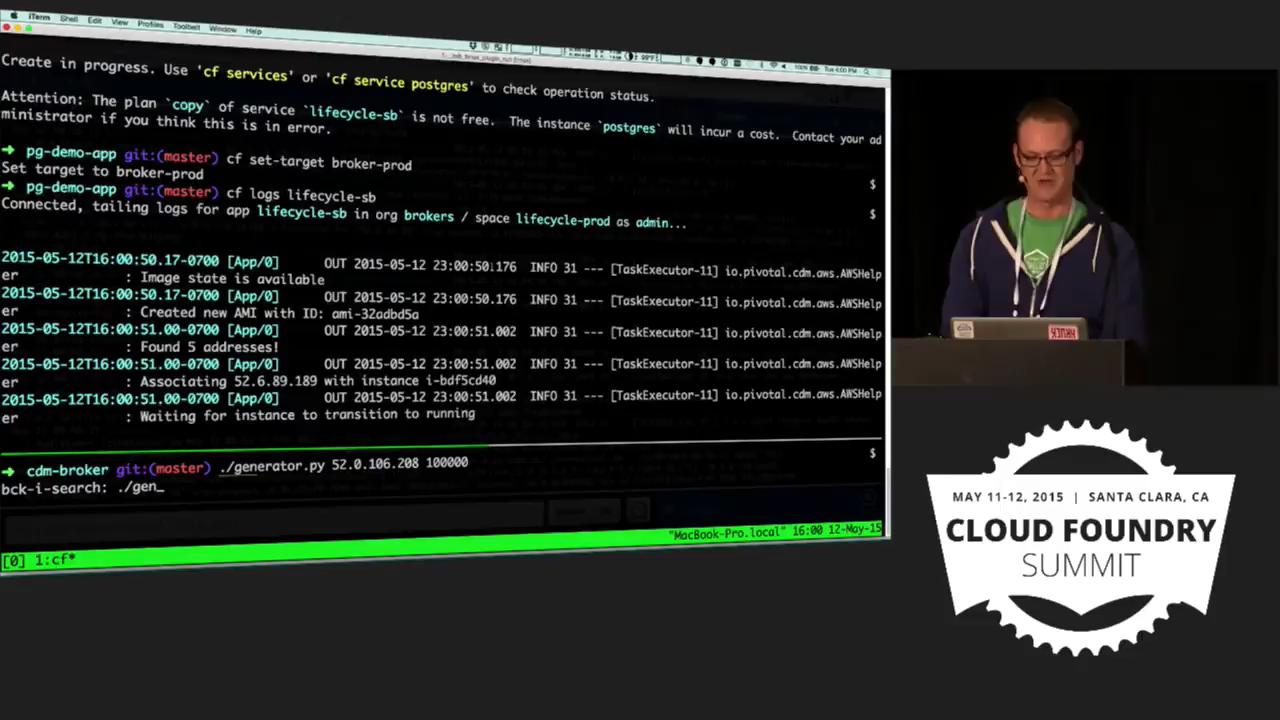 iTerm Shell Edit View Profiles Toolbelt Window Help
Create in progress. Use 'cf services' or 'cf service postgres' to check operation status.
Attention: The plan `copy` of service `lifecycle-sb` is not free.  The instance `postgres` will incur a cost.  Contact your ad
ministrator if you think this is in error.
➜ pg-demo-app git:(master) cf set-target broker-prod
Set target to broker-prod $
➜ pg-demo-app git:(master) cf logs lifecycle-sb
Connected, tailing logs for app lifecycle-sb in org brokers / space lifecycle-prod as admin... $
2015-05-12T16:00:50.17-0700 [App/0] OUT 2015-05-12 23:00:50.176 INFO 31 --- [TaskExecutor-11] io.pivotal.cdm.aws.AWSHelp
er : Image state is available
2015-05-12T16:00:50.17-0700 [App/0] OUT 2015-05-12 23:00:50.176 INFO 31 --- [TaskExecutor-11] io.pivotal.cdm.aws.AWSHelp
er : Created new AMI with ID: ami-32adbd5a
2015-05-12T16:00:51.00-0700 [App/0] OUT 2015-05-12 23:00:51.002 INFO 31 --- [TaskExecutor-11] io.pivotal.cdm.aws.AWSHelp
er : Found 5 addresses!
2015-05-12T16:00:51.00-0700 [App/0] OUT 2015-05-12 23:00:51.002 INFO 31 --- [TaskExecutor-11] io.pivotal.cdm.aws.AWSHelp
er : Associating 52.6.89.189 with instance i-bdf5cd40
2015-05-12T16:00:51.00-0700 [App/0] OUT 2015-05-12 23:00:51.002 INFO 31 --- [TaskExecutor-11] io.pivotal.cdm.aws.AWSHelp
er : Waiting for instance to transition to running
➜ cdm-broker git:(master) ./generator.py 52.0.106.208 100000 $
bck-i-search: ./gen_
[0] 1:cf* "MacBook-Pro.local" 16:00 12-May-15
MAY 11-12, 2015 | SANTA CLARA, CA
CLOUD FOUNDRY
SUMMIT